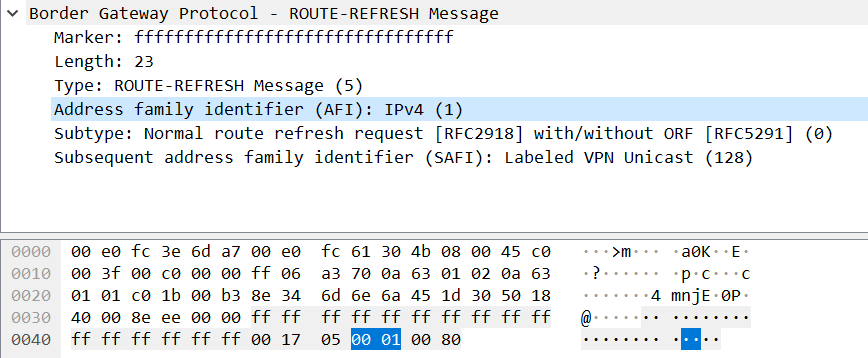 Border Gateway Protocol - ROUTE-REFRESH Message
Marker: ffffffffffffffffffffffffffffffff
Length: 23
Type: ROUTE-REFRESH Message (5)
Address family identifier (AFI): IPv4 (1)
Subtype: Normal route refresh request [RFC2918] with/without ORF [RFC5291] (0)
Subsequent address family identifier (SAFI): Labeled VPN Unicast (128)
0000 00 e0 fc 3e 6d a7 00 e0 fc 61 30 4b 08 00 45 c0 ···>m··· ·a0K··E·
0010 00 3f 00 c0 00 00 ff 06 a3 70 0a 63 01 02 0a 63 ·?······ ·p·c···c
0020 01 01 c0 1b 00 b3 8e 34 6d 6e 6a 45 1d 30 50 18 ·······4 mnjE·0P·
0030 40 00 8e ee 00 00 ff ff ff ff ff ff ff ff ff ff @······· ········
0040 ff ff ff ff ff ff 00 17 05 00 01 00 80 ········ ·····